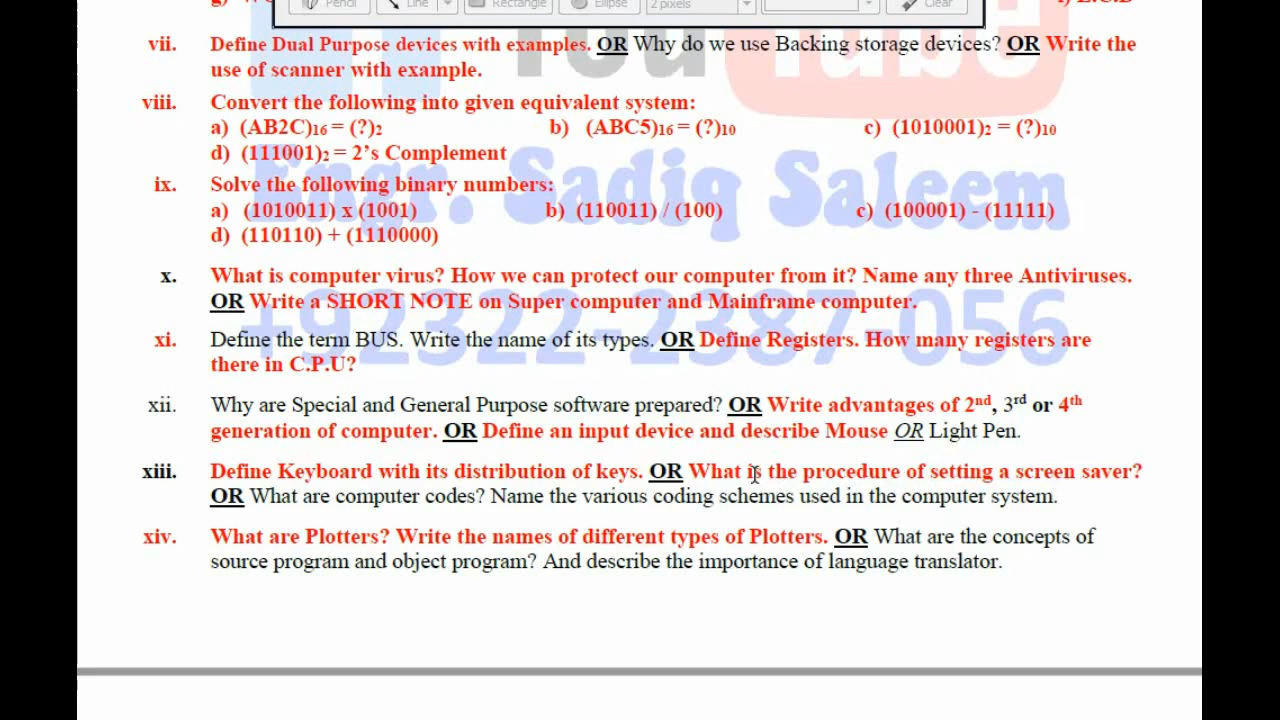 Pencil Line Rectangle Ellipse 2 pixels Clear
vii. Define Dual Purpose devices with examples. OR Why do we use Backing storage devices? OR Write the
use of scanner with example.
viii. Convert the following into given equivalent system:
a) (AB2C)16 = (?)2 b) (ABC5)16 = (?)10 c) (1010001)2 = (?)10
d) (111001)2 = 2's Complement
ix. Solve the following binary numbers:
a) (1010011) x (1001) b) (110011) / (100) c) (100001) - (11111)
d) (110110) + (1110000)
x. What is computer virus? How we can protect our computer from it? Name any three Antiviruses.
OR Write a SHORT NOTE on Super computer and Mainframe computer.
xi. Define the term BUS. Write the name of its types. OR Define Registers. How many registers are
there in C.P.U?
xii. Why are Special and General Purpose software prepared? OR Write advantages of 2nd, 3rd or 4th
generation of computer. OR Define an input device and describe Mouse OR Light Pen.
xiii. Define Keyboard with its distribution of keys. OR What is the procedure of setting a screen saver?
OR What are computer codes? Name the various coding schemes used in the computer system.
xiv. What are Plotters? Write the names of different types of Plotters. OR What are the concepts of
source program and object program? And describe the importance of language translator.
YouTube
Engr. Sadiq Saleem
+92322-2387-056